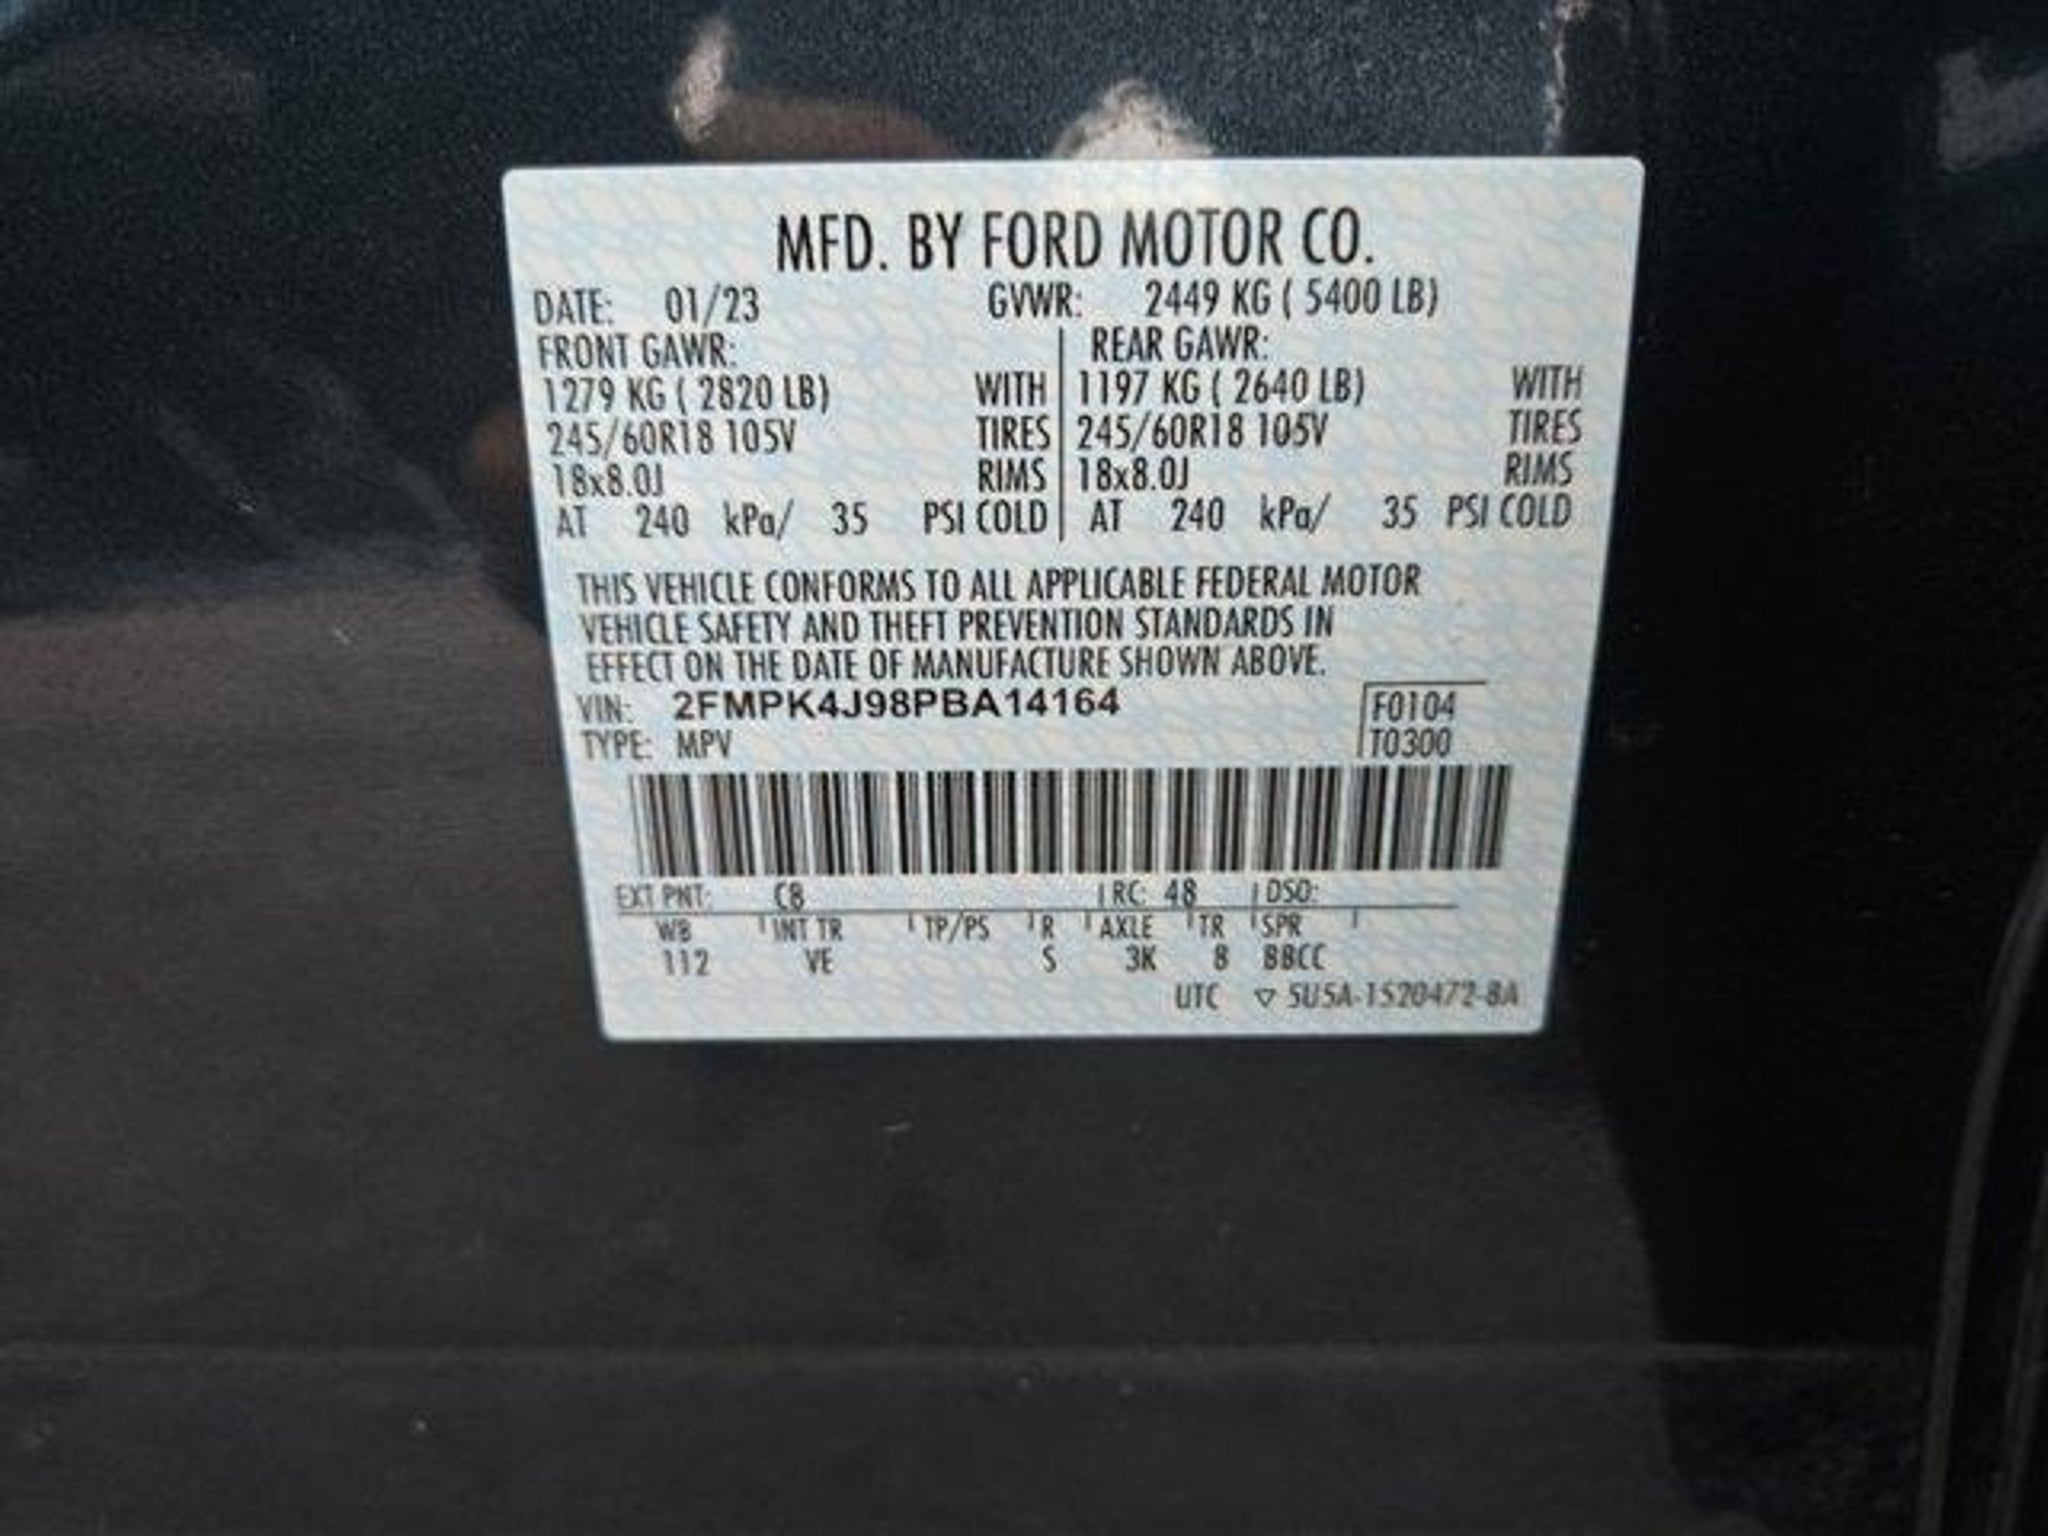 MFD. BY FORD MOTOR CO.
DATE: 01/23 GVWR: 2449 KG ( 5400 LB)
FRONT GAWR: REAR GAWR:
1279 KG ( 2820 LB) WITH 1197 KG ( 2640 LB) WITH
245/60R18 105V TIRES 245/60R18 105V TIRES
18x8.0J RIMS 18x8.0J RIMS
AT 240 kPa/ 35 PSI COLD AT 240 kPa/ 35 PSI COLD
THIS VEHICLE CONFORMS TO ALL APPLICABLE FEDERAL MOTOR
VEHICLE SAFETY AND THEFT PREVENTION STANDARDS IN
EFFECT ON THE DATE OF MANUFACTURE SHOWN ABOVE.
VIN: 2FMPK4J98PBA14164 F0104
TYPE: MPV T0300
EXT PNT: C8 RC: 48 DSO:
WB INT TR TP/PS R AXLE TR SPR
112 VE S 3K 8 BBCC
UTC ▽ 5U5A-1520472-BA